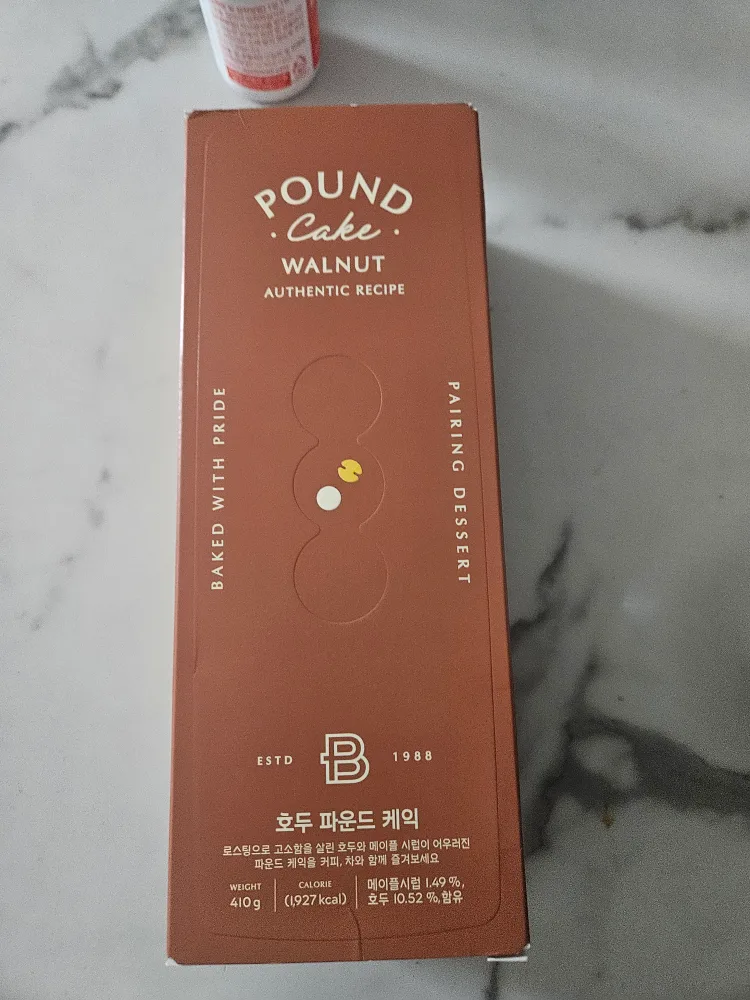 POUND
· Cake ·
WALNUT
AUTHENTIC RECIPE
BAKED WITH PRIDE
PAIRING DESSERT
ESTD B 1988
호두 파운드 케익
로스팅으로 고소함을 살린 호두와 메이플 시럽이 어우러진
파운드 케익을 커피, 차와 함께 즐겨보세요
WEIGHT
410g
CALORIE
(1,927kcal)
메이플시럽 1.49%,
호두 10.52%,함유